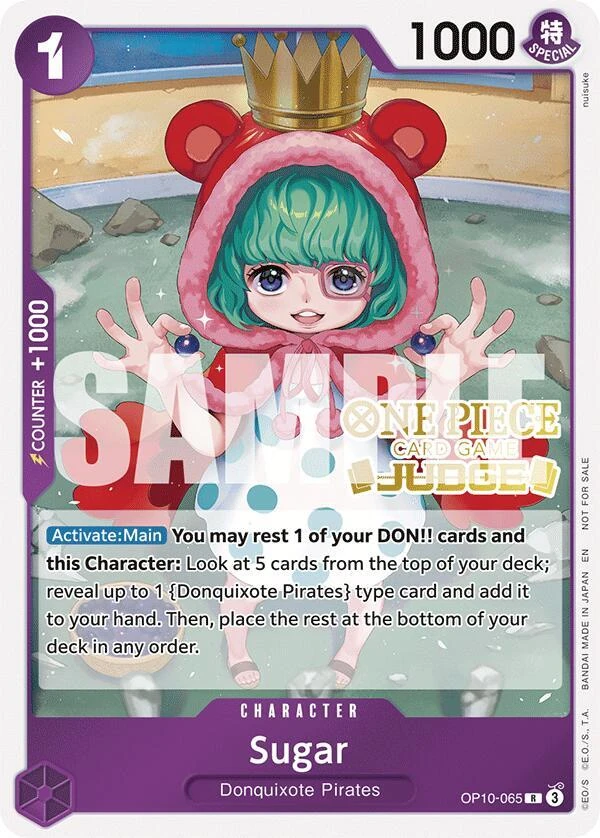 1
1000
特
SPECIAL
nuisuke
COUNTER +1000
SAMPLE
ONE PIECE
CARD GAME
JUDGE
Activate:Main You may rest 1 of your DON!! cards and
this Character: Look at 5 cards from the top of your deck;
reveal up to 1 {Donquixote Pirates} type card and add it
to your hand. Then, place the rest at the bottom of your
deck in any order.
©EO/S ©E.O./S., T.A. BANDAI MADE IN JAPAN EN NOT FOR SALE
CHARACTER
Sugar
Donquixote Pirates
OP10-065 R 3